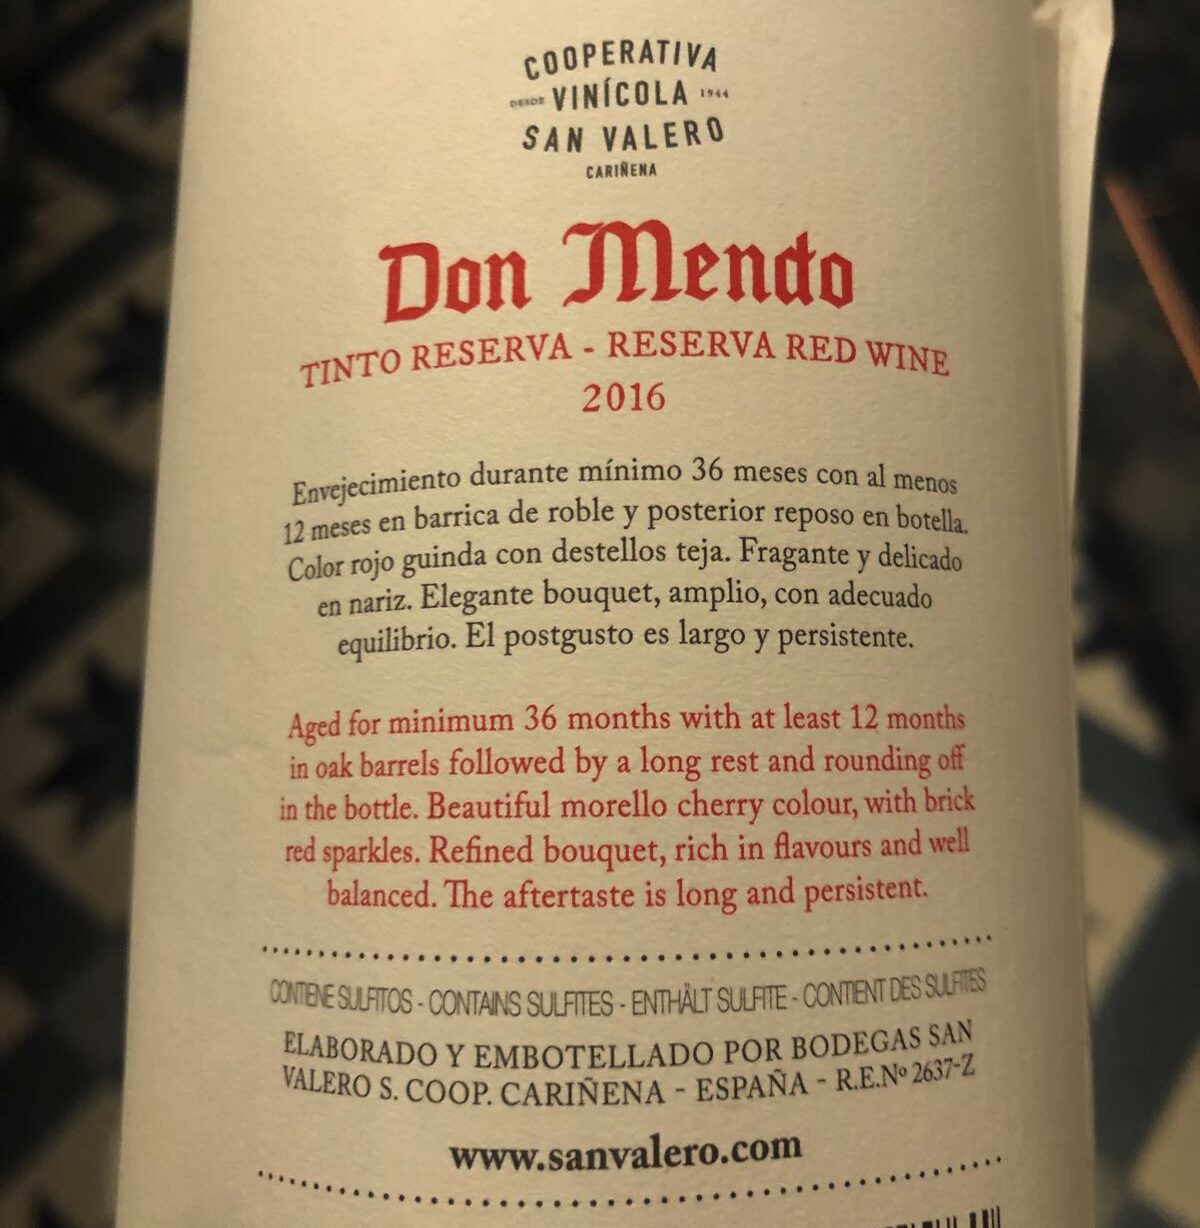 COOPERATIVA
DESDE VINÍCOLA 1944
SAN VALERO
CARIÑENA
Don Mendo
TINTO RESERVA - RESERVA RED WINE
2016
Envejecimiento durante mínimo 36 meses con al menos
12 meses en barrica de roble y posterior reposo en botella.
Color rojo guinda con destellos teja. Fragante y delicado
en nariz. Elegante bouquet, amplio, con adecuado
equilibrio. El postgusto es largo y persistente.
Aged for minimum 36 months with at least 12 months
in oak barrels followed by a long rest and rounding off
in the bottle. Beautiful morello cherry colour, with brick
red sparkles. Refined bouquet, rich in flavours and well
balanced. The aftertaste is long and persistent.
CONTIENE SULFITOS - CONTAINS SULFITES - ENTHÄLT SULFITE - CONTIENT DES SULFITES
ELABORADO Y EMBOTELLADO POR BODEGAS SAN
VALERO S. COOP. CARIÑENA - ESPAÑA - R.E.Nº 2637-Z
www.sanvalero.com